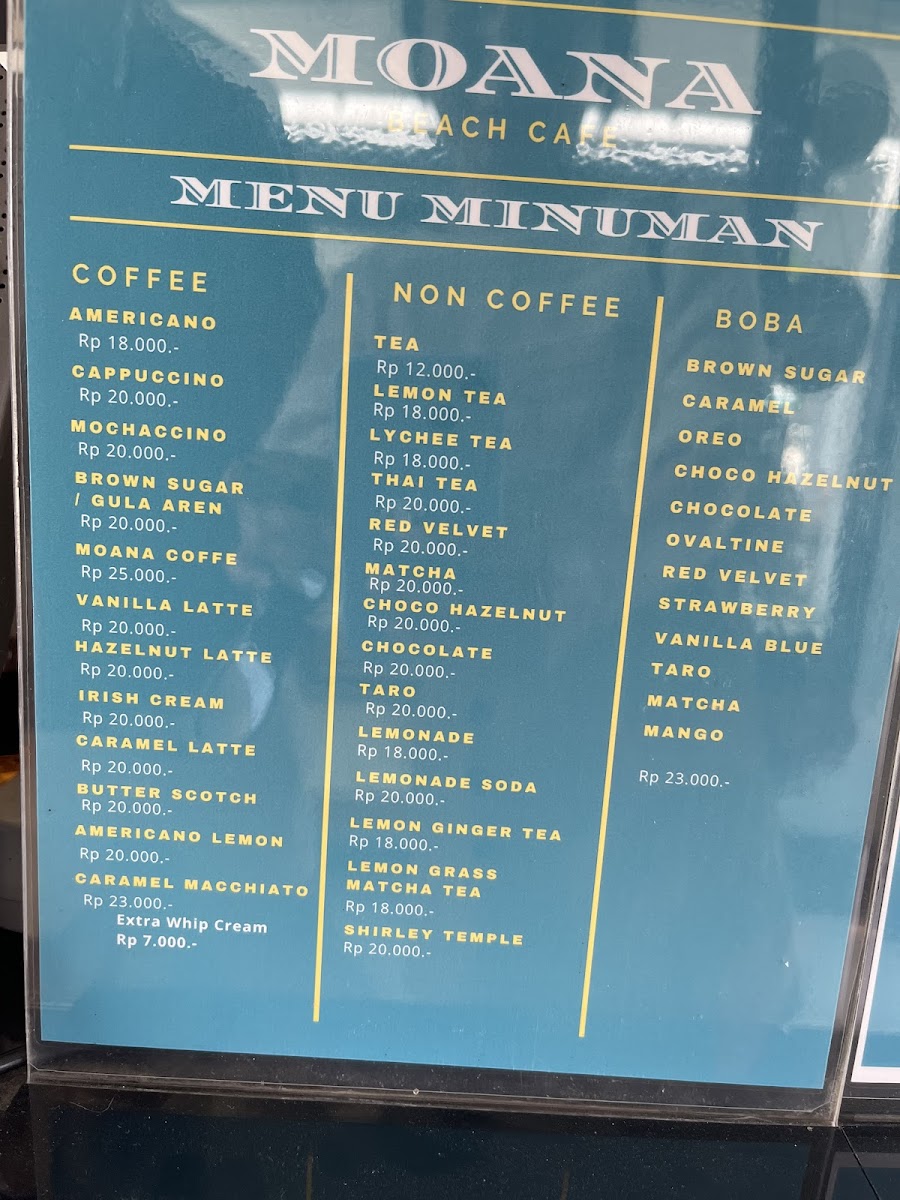 MOANA
BEACH CAFE
MENU MINUMAN
COFFEE
AMERICANO
Rp 18.000.-
CAPPUCCINO
Rp 20.000.-
MOCHACCINO
Rp 20.000.-
BROWN SUGAR
/ GULA AREN
Rp 20.000.-
MOANA COFFE
Rp 25.000.-
VANILLA LATTE
Rp 20.000.-
HAZELNUT LATTE
Rp 20.000.-
IRISH CREAM
Rp 20.000.-
CARAMEL LATTE
Rp 20.000.-
BUTTER SCOTCH
Rp 20.000.-
AMERICANO LEMON
Rp 20.000.-
CARAMEL MACCHIATO
Rp 23.000.-
Extra Whip Cream
Rp 7.000.-
NON COFFEE
TEA
Rp 12.000.-
LEMON TEA
Rp 18.000.-
LYCHEE TEA
Rp 18.000.-
THAI TEA
Rp 20.000.-
RED VELVET
Rp 20.000.-
MATCHA
Rp 20.000.-
CHOCO HAZELNUT
Rp 20.000.-
CHOCOLATE
Rp 20.000.-
TARO
Rp 20.000.-
LEMONADE
Rp 18.000.-
LEMONADE SODA
Rp 20.000.-
LEMON GINGER TEA
Rp 18.000.-
LEMON GRASS
MATCHA TEA
Rp 18.000.-
SHIRLEY TEMPLE
Rp 20.000.-
BOBA
BROWN SUGAR
CARAMEL
OREO
CHOCO HAZELNUT
CHOCOLATE
OVALTINE
RED VELVET
STRAWBERRY
VANILLA BLUE
TARO
MATCHA
MANGO
Rp 23.000.-